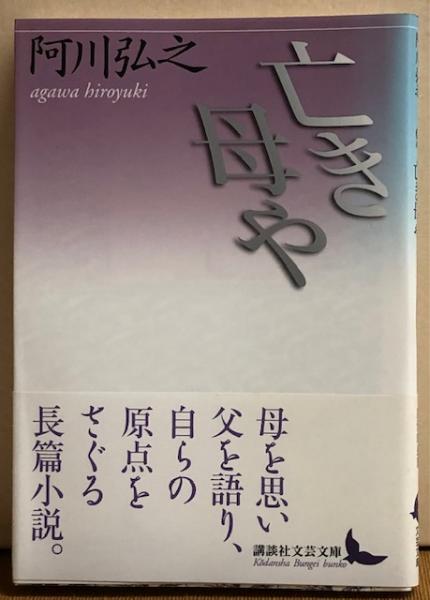 阿川弘之
agawa hiroyuki
亡き
母や
母を思い
父を語り、
自らの
原点を
さぐる
長篇小説。
講談社文芸文庫
Kōdansha Bungei bunko